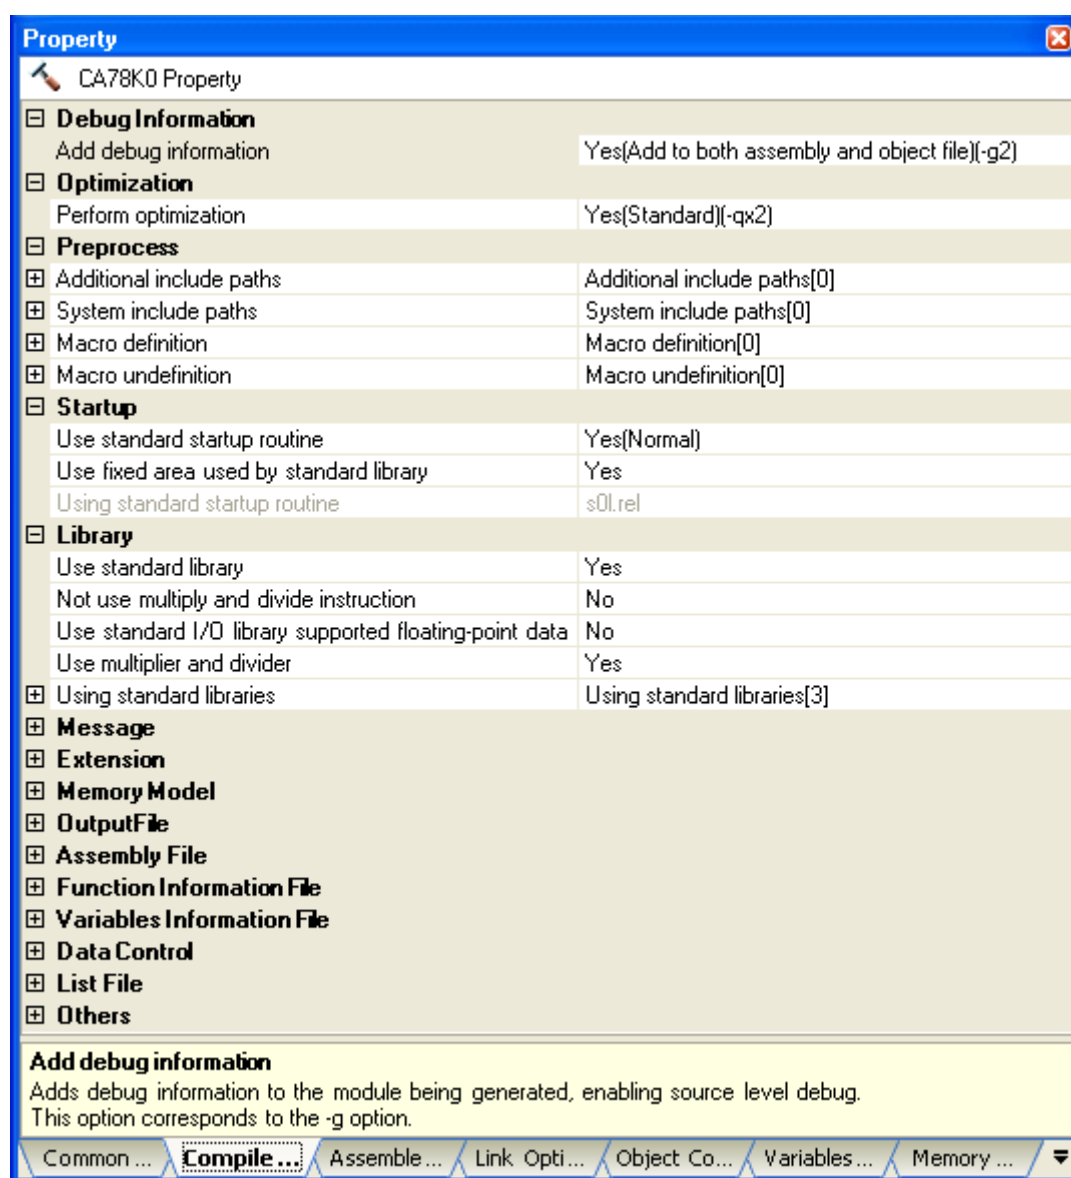 Property
CA78K0 Property
Debug Information
Add debug information Yes(Add to both assembly and object file)(-g2)
Optimization
Perform optimization Yes(Standard)(-qx2)
Preprocess
Additional include paths Additional include paths[0]
System include paths System include paths[0]
Macro definition Macro definition[0]
Macro undefinition Macro undefinition[0]
Startup
Use standard startup routine Yes(Normal)
Use fixed area used by standard library Yes
Using standard startup routine s0l.rel
Library
Use standard library Yes
Not use multiply and divide instruction No
Use standard I/O library supported floating-point data No
Use multiplier and divider Yes
Using standard libraries Using standard libraries[3]
Message
Extension
Memory Model
OutputFile
Assembly File
Function Information File
Variables Information File
Data Control
List File
Others
Add debug information
Adds debug information to the module being generated, enabling source level debug.
This option corresponds to the -g option.
Common ... Compile ... Assemble ... Link Opti... Object Co... Variables ... Memory ...